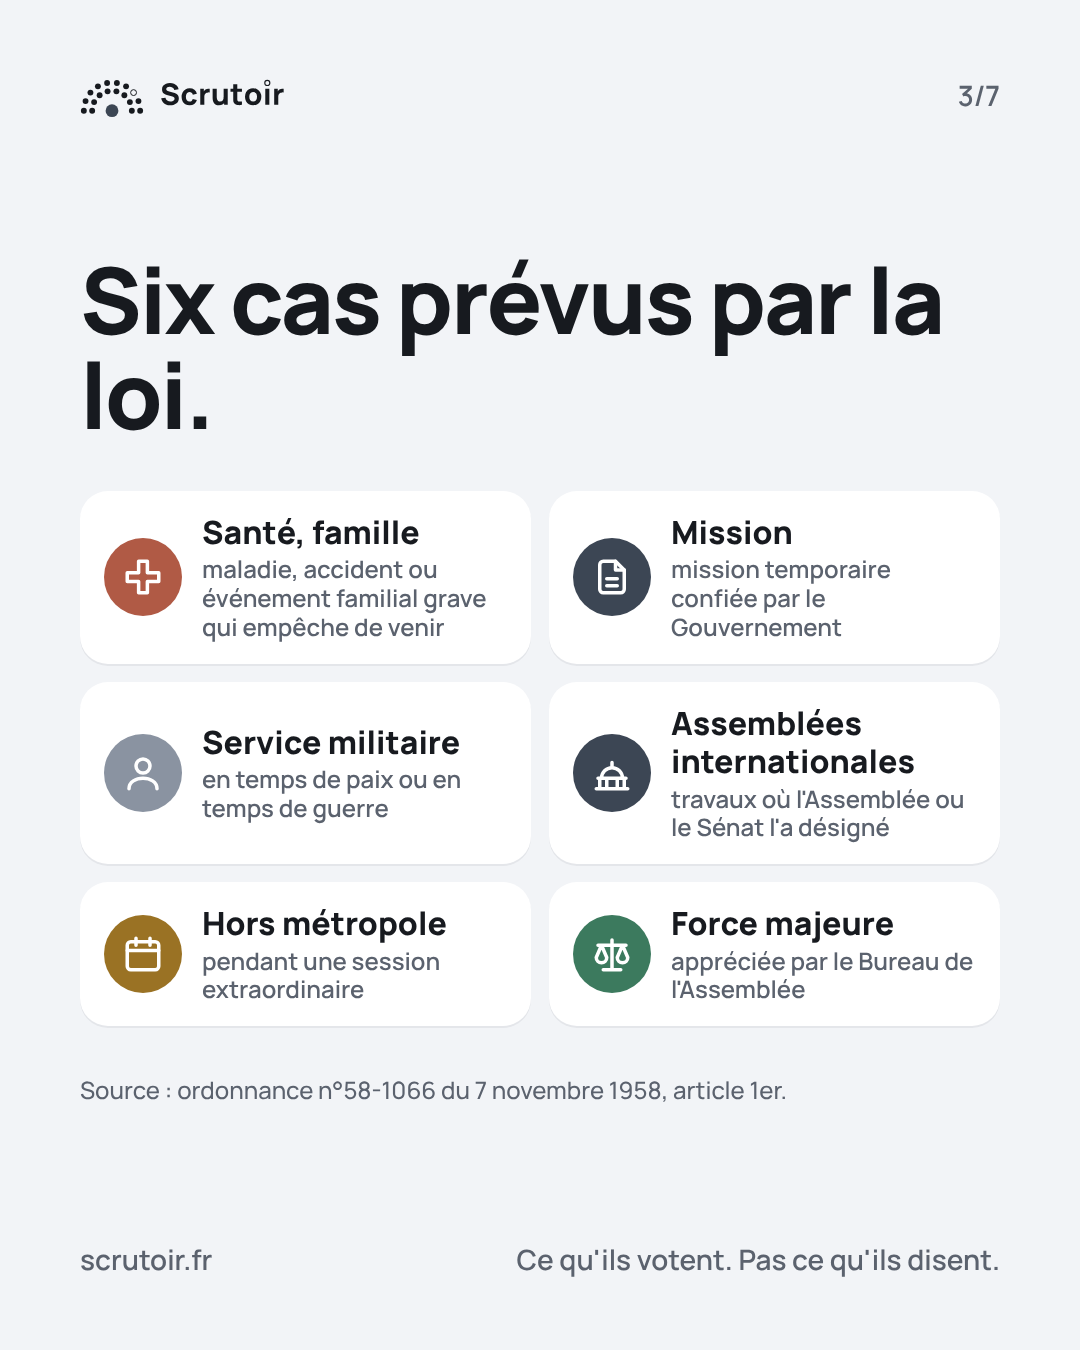 Scrutoir
3/7
Six cas prévus par la
loi.
Santé, famille
maladie, accident ou
événement familial grave
qui empêche de venir
Mission
mission temporaire
confiée par le
Gouvernement
Service militaire
en temps de paix ou en
temps de guerre
Assemblées
internationales
travaux où l'Assemblée ou
le Sénat l'a désigné
Hors métropole
pendant une session
extraordinaire
Force majeure
appréciée par le Bureau de
l'Assemblée
Source : ordonnance n°58-1066 du 7 novembre 1958, article 1er.
scrutoir.fr
Ce qu'ils votent. Pas ce qu'ils disent.